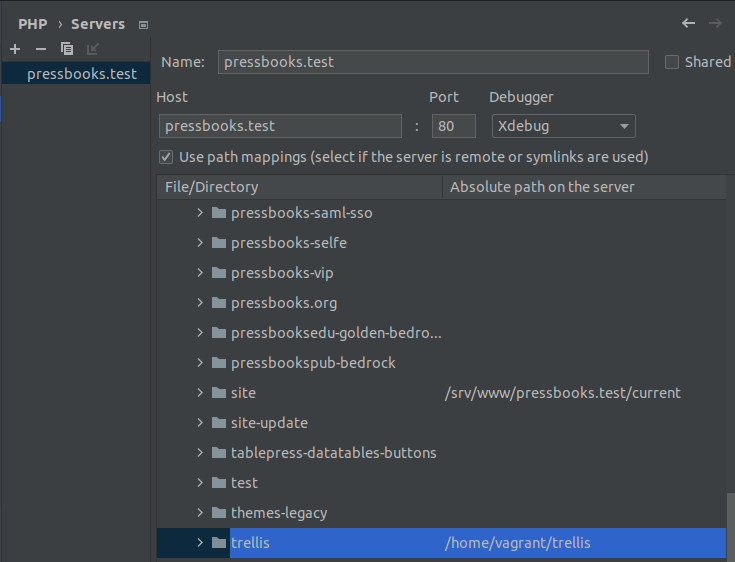 PHP › Servers
pressbooks.test
Name: pressbooks.test Shared
Host Port Debugger
pressbooks.test : 80 Xdebug
Use path mappings (select if the server is remote or symlinks are used)
File/Directory Absolute path on the server
pressbooks-saml-sso
pressbooks-selfe
pressbooks-vip
pressbooks.org
pressbooksedu-golden-bedro...
pressbookspub-bedrock
site /srv/www/pressbooks.test/current
site-update
tablepress-datatables-buttons
test
themes-legacy
trellis /home/vagrant/trellis